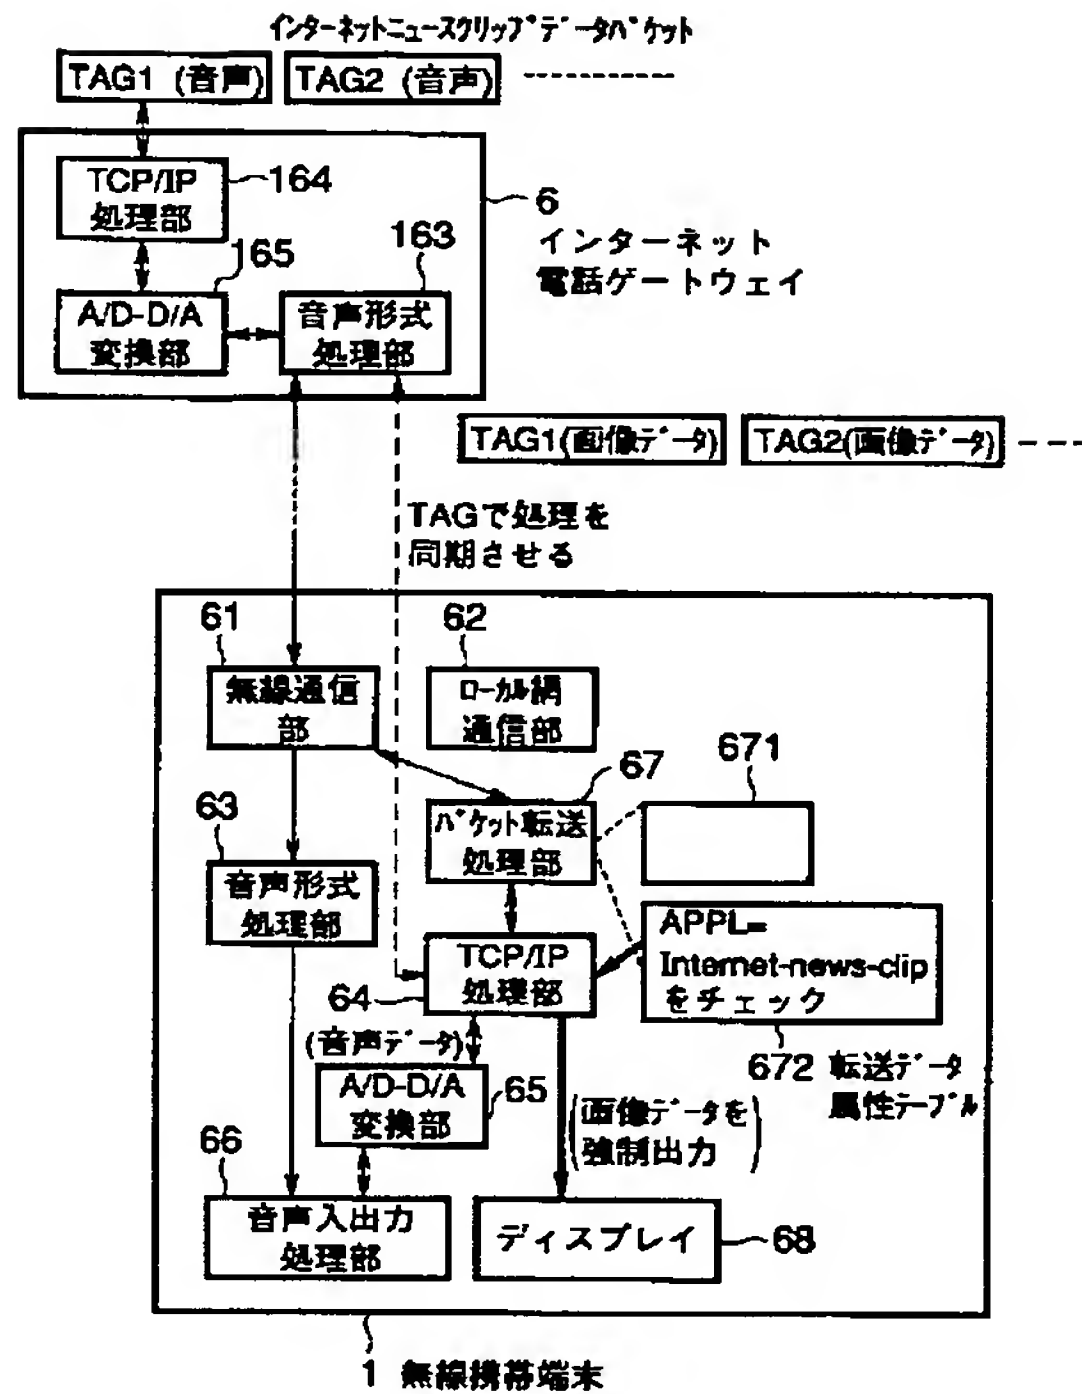 インターネットニュースクリップデータパケット
TAG1 (音声)
TAG2 (音声)
TCP/IP
処理部
164
6
インターネット
電話ゲートウェイ
163
165
A/D-D/A
変換部
音声形式
処理部
TAG1(画像データ)
TAG2(画像データ)
TAGで処理を
同期させる
61
62
無線通信
部
ローカル網
通信部
67
671
63
パケット転送
処理部
音声形式
処理部
APPL=
Internet-news-clip
をチェック
TCP/IP
処理部
64
(音声データ)
672 転送データ
属性テーブル
A/D-D/A
変換部
65
(画像データを
強制出力)
66
音声入出力
処理部
ディスプレイ
68
1 無線携帯端末